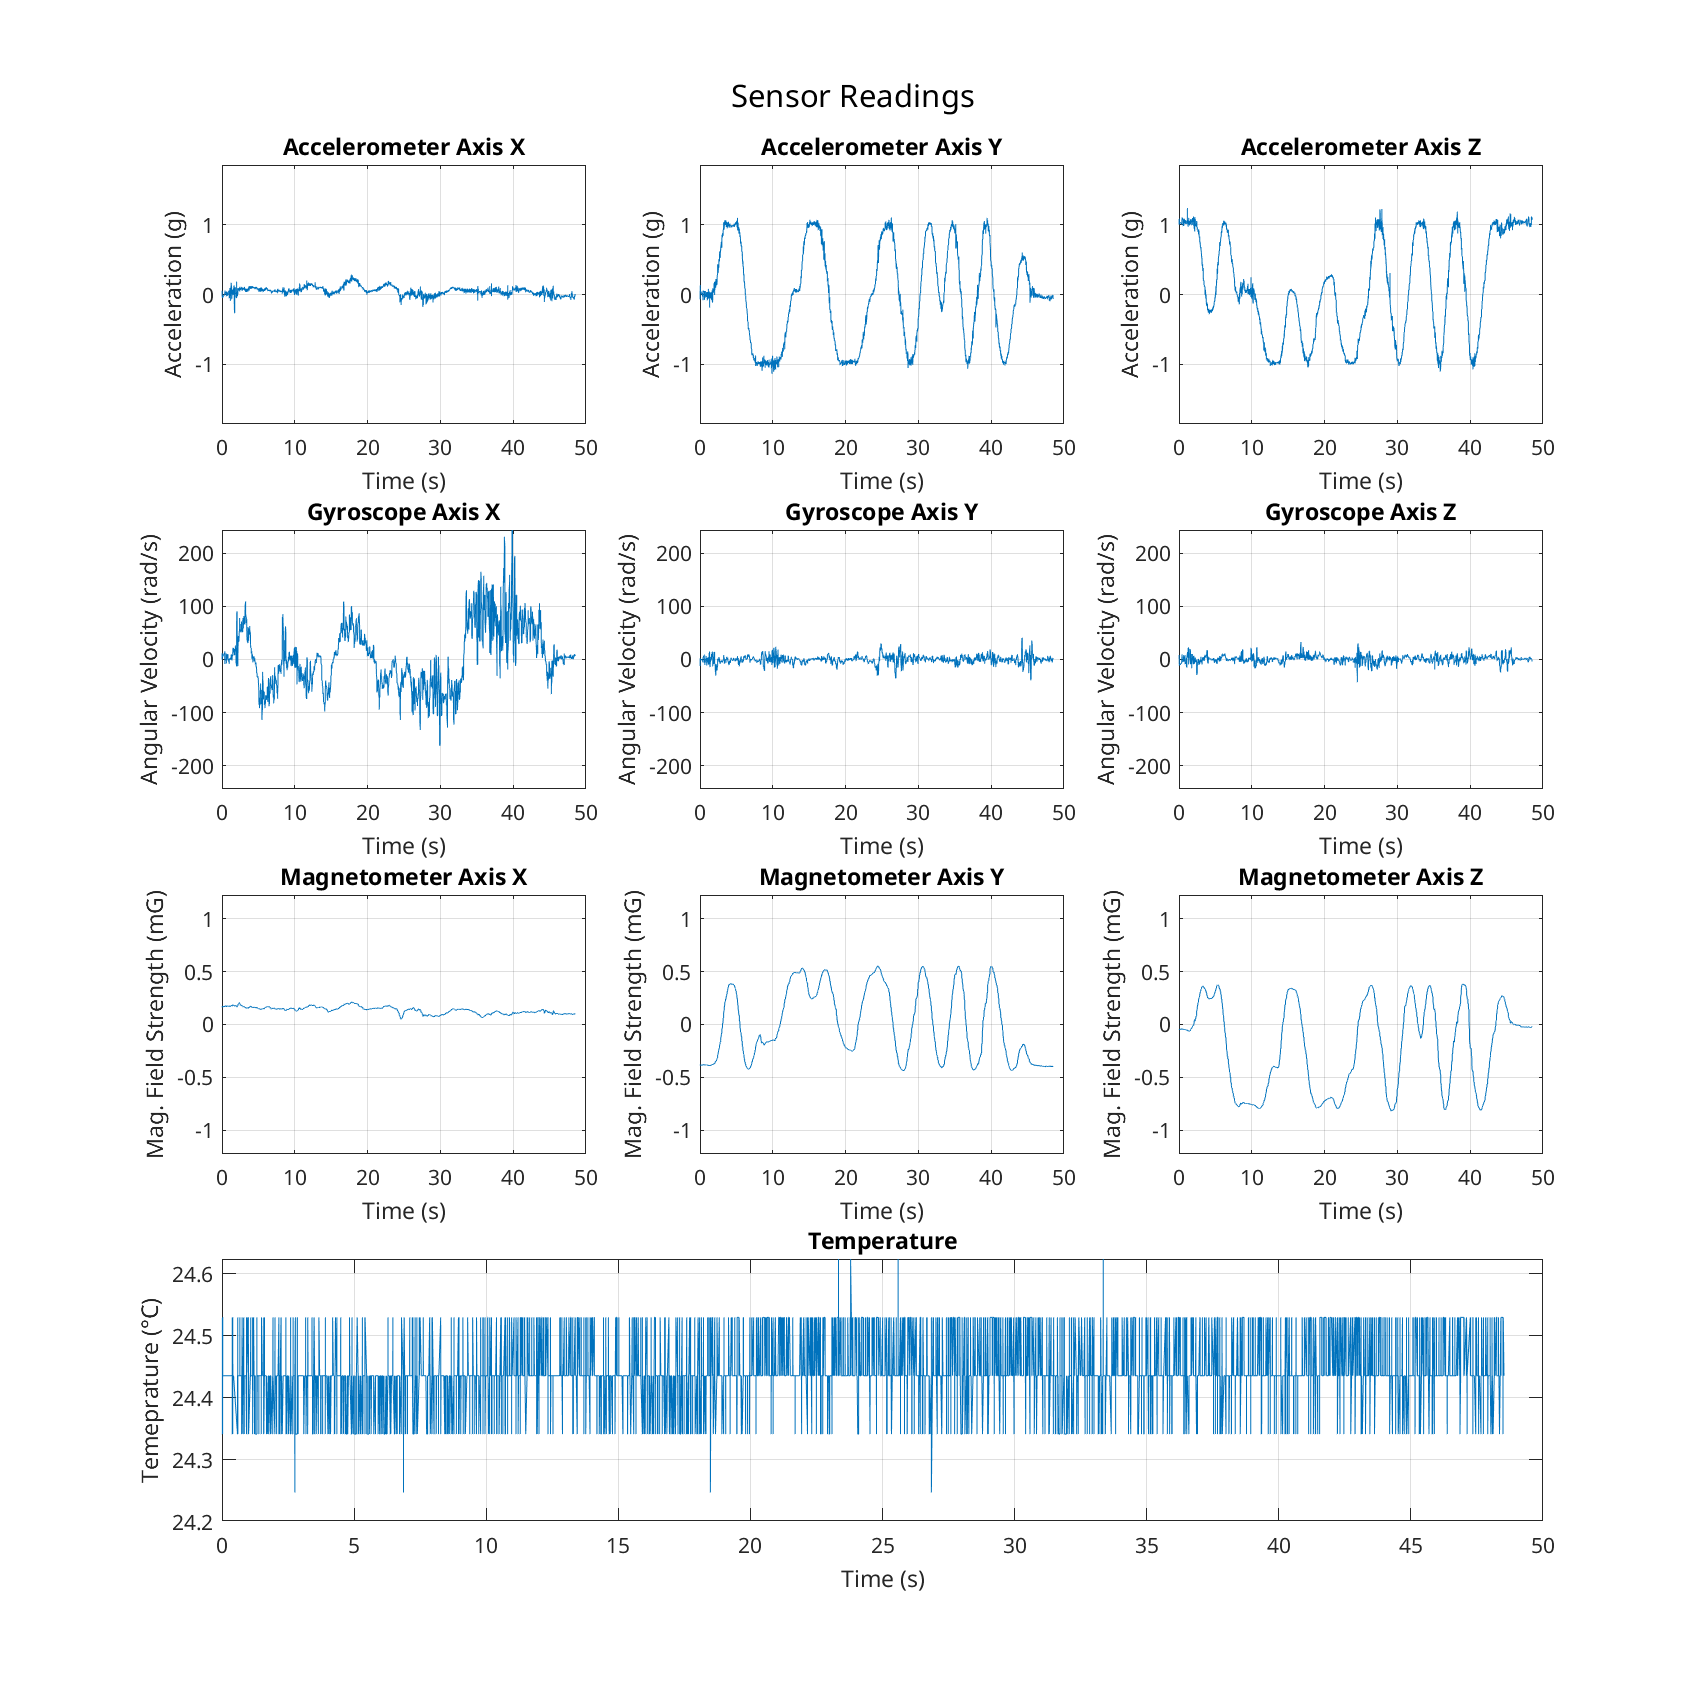 Sensor Readings
Accelerometer Axis X
Acceleration (g)
1
0
-1
0 10 20 30 40 50
Time (s)
Accelerometer Axis Y
Acceleration (g)
1
0
-1
0 10 20 30 40 50
Time (s)
Accelerometer Axis Z
Acceleration (g)
1
0
-1
0 10 20 30 40 50
Time (s)
Gyroscope Axis X
Angular Velocity (rad/s)
200
100
0
-100
-200
0 10 20 30 40 50
Time (s)
Gyroscope Axis Y
Angular Velocity (rad/s)
200
100
0
-100
-200
0 10 20 30 40 50
Time (s)
Gyroscope Axis Z
Angular Velocity (rad/s)
200
100
0
-100
-200
0 10 20 30 40 50
Time (s)
Magnetometer Axis X
Mag. Field Strength (mG)
1
0.5
0
-0.5
-1
0 10 20 30 40 50
Time (s)
Magnetometer Axis Y
Mag. Field Strength (mG)
1
0.5
0
-0.5
-1
0 10 20 30 40 50
Time (s)
Magnetometer Axis Z
Mag. Field Strength (mG)
1
0.5
0
-0.5
-1
0 10 20 30 40 50
Time (s)
Temperature
Temeprature (°C)
24.6
24.5
24.4
24.3
24.2
0 5 10 15 20 25 30 35 40 45 50
Time (s)